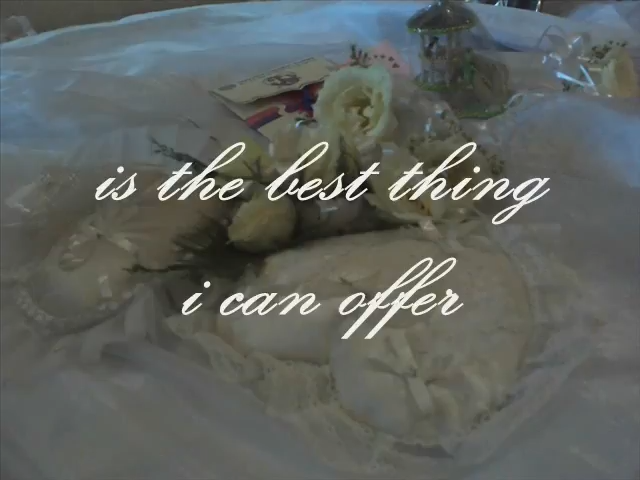 is the best thing
i can offer